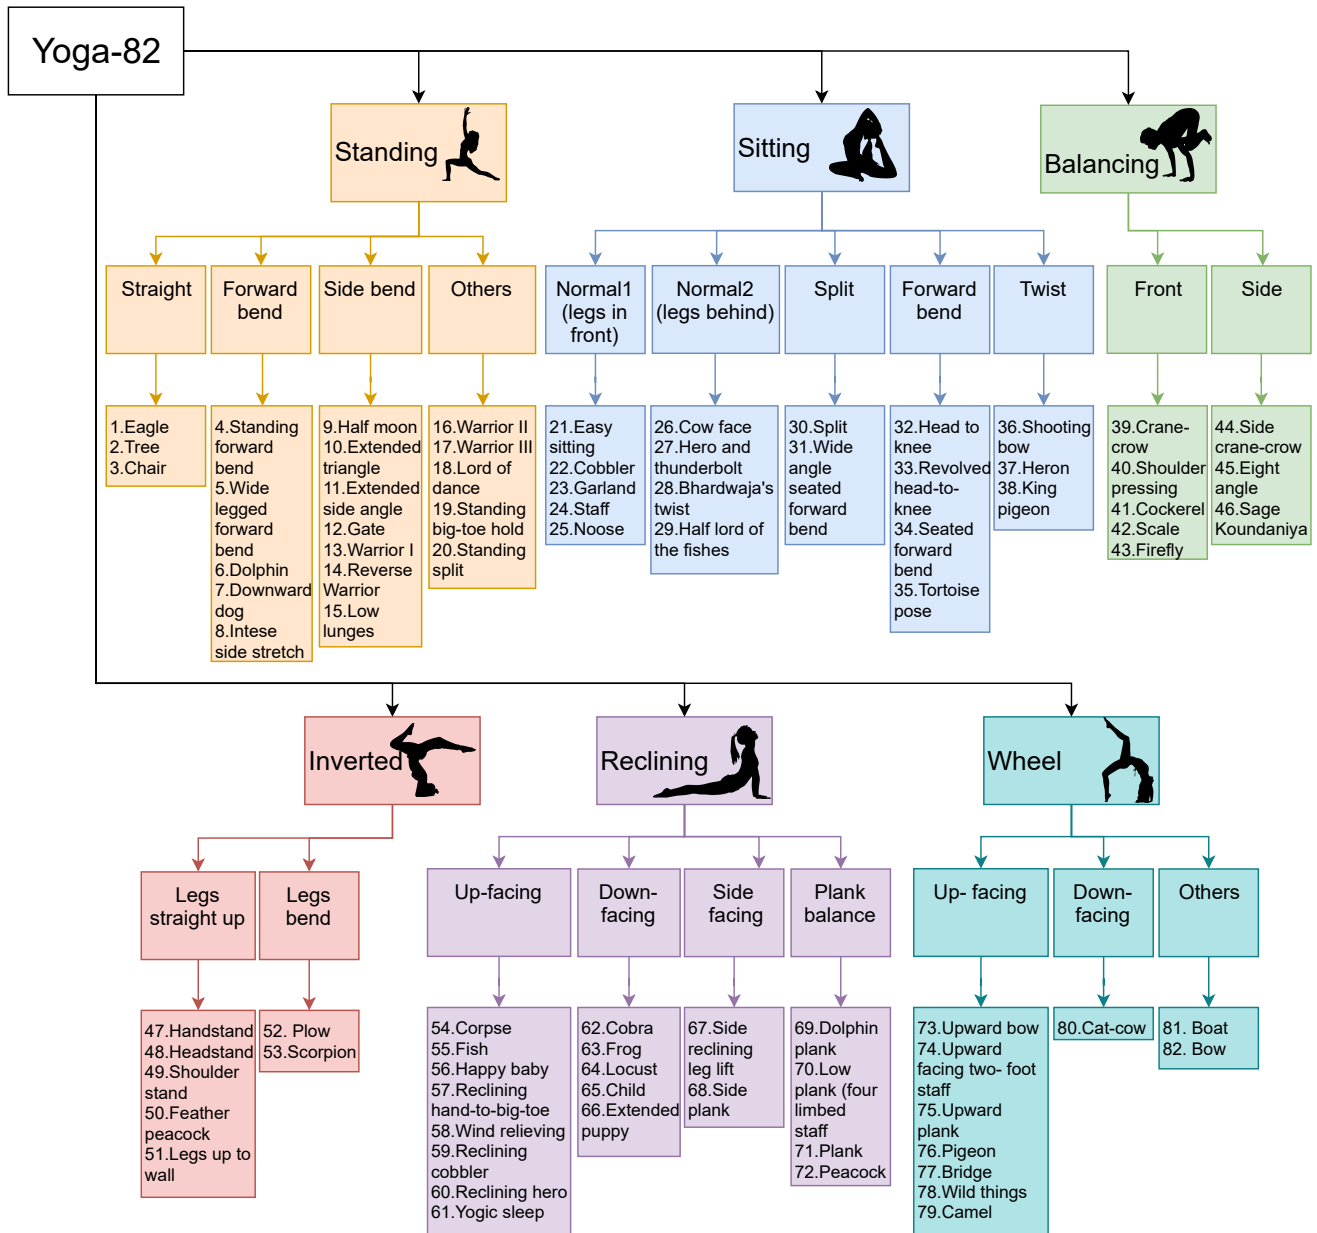 Yoga-82
Standing
Sitting
Balancing
Straight
Forward
bend
Side bend
Others
Normal1
(legs in
front)
Normal2
(legs behind)
Split
Forward
bend
Twist
Front
Side
1.Eagle
2.Tree
3.Chair
4.Standing
forward
bend
5.Wide
legged
forward
bend
6.Dolphin
7.Downward
dog
8.Intese
side stretch
9.Half moon
10.Extended
triangle
11.Extended
side angle
12.Gate
13.Warrior I
14.Reverse
Warrior
15.Low
lunges
16.Warrior II
17.Warrior III
18.Lord of
dance
19.Standing
big-toe hold
20.Standing
split
21.Easy
sitting
22.Cobbler
23.Garland
24.Staff
25.Noose
26.Cow face
27.Hero and
thunderbolt
28.Bhardwaja's
twist
29.Half lord of
the fishes
30.Split
31.Wide
angle
seated
forward
bend
32.Head to
knee
33.Revolved
head-to-
knee
34.Seated
forward
bend
35.Tortoise
pose
36.Shooting
bow
37.Heron
38.King
pigeon
39.Crane-
crow
40.Shoulder
pressing
41.Cockerel
42.Scale
43.Firefly
44.Side
crane-crow
45.Eight
angle
46.Sage
Koundaniya
Inverted
Reclining
Wheel
Legs
straight up
Legs
bend
Up-facing
Down-
facing
Side
facing
Plank
balance
Up- facing
Down-
facing
Others
47.Handstand
48.Headstand
49.Shoulder
stand
50.Feather
peacock
51.Legs up to
wall
52. Plow
53.Scorpion
54.Corpse
55.Fish
56.Happy baby
57.Reclining
hand-to-big-toe
58.Wind relieving
59.Reclining
cobbler
60.Reclining hero
61.Yogic sleep
62.Cobra
63.Frog
64.Locust
65.Child
66.Extended
puppy
67.Side
reclining
leg lift
68.Side
plank
69.Dolphin
plank
70.Low
plank (four
limbed
staff
71.Plank
72.Peacock
73.Upward bow
74.Upward
facing two- foot
staff
75.Upward
plank
76.Pigeon
77.Bridge
78.Wild things
79.Camel
80.Cat-cow
81. Boat
82. Bow